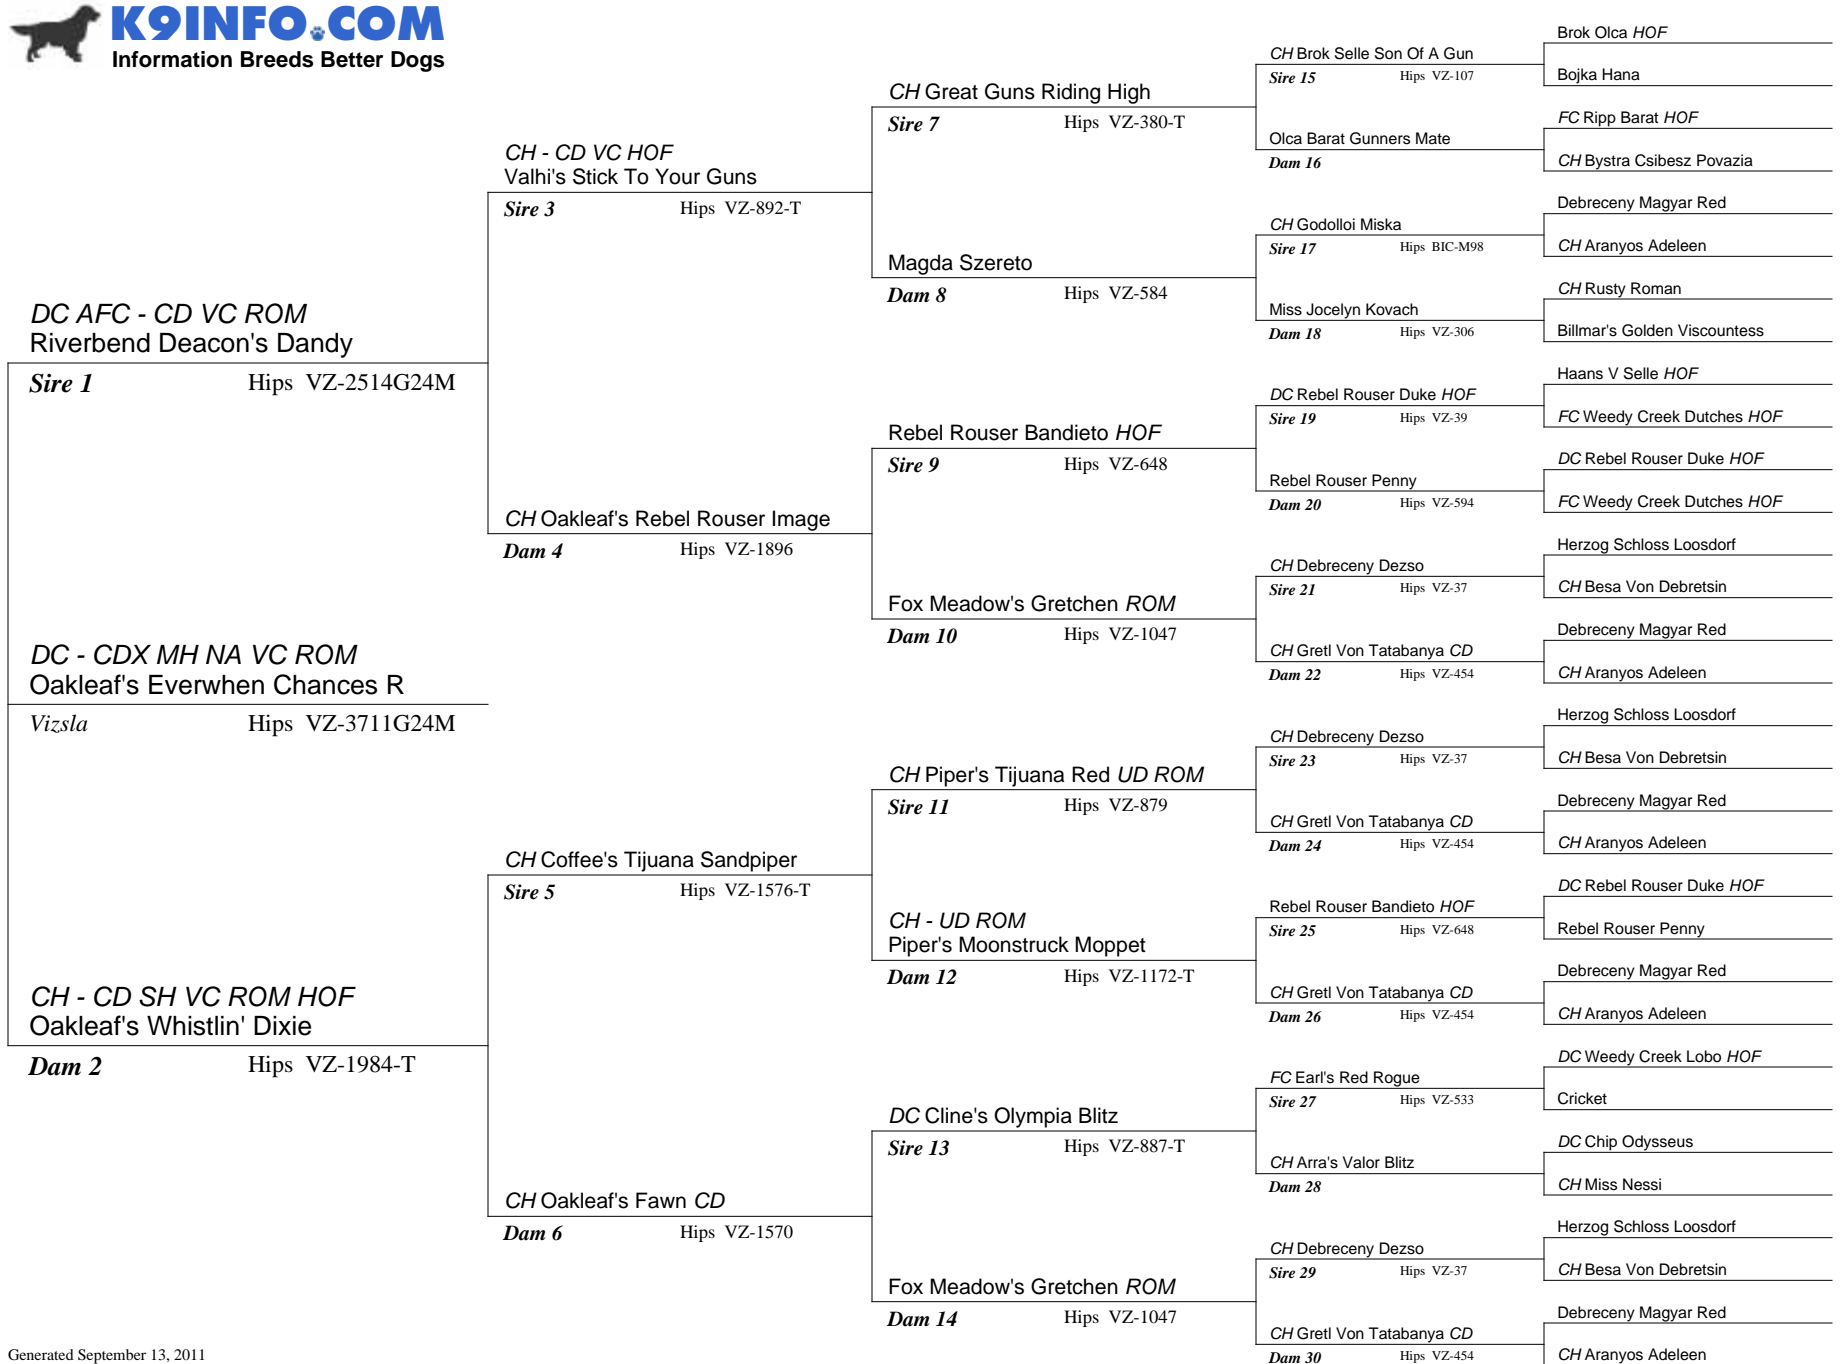 K9INFO.COM
Information Breeds Better Dogs
DC AFC - CD VC ROM
Riverbend Deacon's Dandy
Sire 1 Hips VZ-2514G24M
DC - CDX MH NA VC ROM
Oakleaf's Everwhen Chances R
Vizsla Hips VZ-3711G24M
CH - CD SH VC ROM HOF
Oakleaf's Whistlin' Dixie
Dam 2 Hips VZ-1984-T
CH - CD VC HOF
Valhi's Stick To Your Guns
Sire 3 Hips VZ-892-T
CH Oakleaf's Rebel Rouser Image
Dam 4 Hips VZ-1896
CH Coffee's Tijuana Sandpiper
Sire 5 Hips VZ-1576-T
CH Oakleaf's Fawn CD
Dam 6 Hips VZ-1570
CH Great Guns Riding High
Sire 7 Hips VZ-380-T
Magda Szereto
Dam 8 Hips VZ-584
Rebel Rouser Bandieto HOF
Sire 9 Hips VZ-648
Fox Meadow's Gretchen ROM
Dam 10 Hips VZ-1047
CH Piper's Tijuana Red UD ROM
Sire 11 Hips VZ-879
CH - UD ROM
Piper's Moonstruck Moppet
Dam 12 Hips VZ-1172-T
DC Cline's Olympia Blitz
Sire 13 Hips VZ-887-T
Fox Meadow's Gretchen ROM
Dam 14 Hips VZ-1047
CH Brok Selle Son Of A Gun
Sire 15 Hips VZ-107
Olca Barat Gunners Mate
Dam 16
CH Godolloi Miska
Sire 17 Hips BIC-M98
Miss Jocelyn Kovach
Dam 18 Hips VZ-306
DC Rebel Rouser Duke HOF
Sire 19 Hips VZ-39
Rebel Rouser Penny
Dam 20 Hips VZ-594
CH Debreceny Dezso
Sire 21 Hips VZ-37
CH Gretl Von Tatabanya CD
Dam 22 Hips VZ-454
CH Debreceny Dezso
Sire 23 Hips VZ-37
CH Gretl Von Tatabanya CD
Dam 24 Hips VZ-454
Rebel Rouser Bandieto HOF
Sire 25 Hips VZ-648
CH Gretl Von Tatabanya CD
Dam 26 Hips VZ-454
FC Earl's Red Rogue
Sire 27 Hips VZ-533
CH Arra's Valor Blitz
Dam 28
CH Debreceny Dezso
Sire 29 Hips VZ-37
CH Gretl Von Tatabanya CD
Dam 30 Hips VZ-454
Brok Olca HOF
Bojka Hana
FC Ripp Barat HOF
CH Bystra Csibesz Povazia
Debreceny Magyar Red
CH Aranyos Adeleen
CH Rusty Roman
Billmar's Golden Viscountess
Haans V Selle HOF
FC Weedy Creek Dutches HOF
DC Rebel Rouser Duke HOF
FC Weedy Creek Dutches HOF
Herzog Schloss Loosdorf
CH Besa Von Debretsin
Debreceny Magyar Red
CH Aranyos Adeleen
Herzog Schloss Loosdorf
CH Besa Von Debretsin
Debreceny Magyar Red
CH Aranyos Adeleen
DC Rebel Rouser Duke HOF
Rebel Rouser Penny
Debreceny Magyar Red
CH Aranyos Adeleen
DC Weedy Creek Lobo HOF
Cricket
DC Chip Odysseus
CH Miss Nessi
Herzog Schloss Loosdorf
CH Besa Von Debretsin
Debreceny Magyar Red
CH Aranyos Adeleen
Generated September 13, 2011